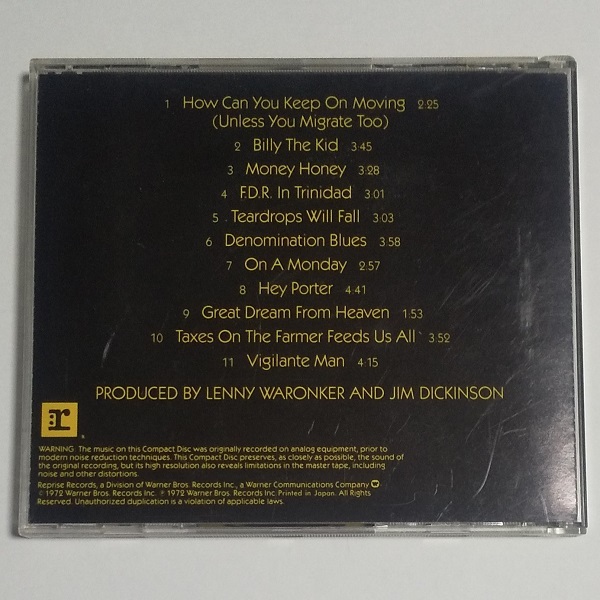 1 How Can You Keep On Moving 2:25
(Unless You Migrate Too)
2 Billy The Kid 3:45
3 Money Honey 3:28
4 F.D.R. In Trinidad 3:01
5 Teardrops Will Fall 3:03
6 Denomination Blues 3:58
7 On A Monday 2:57
8 Hey Porter 4:41
9 Great Dream From Heaven 1:53
10 Taxes On The Farmer Feeds Us All 3:52
11 Vigilante Man 4:15
PRODUCED BY LENNY WARONKER AND JIM DICKINSON
r
®
WARNING: The music on this Compact Disc was originally recorded on analog equipment, prior to
modern noise reduction techniques. This Compact Disc preserves, as closely as possible, the sound of
the original recording, but its high resolution also reveals limitations in the master tape, including
noise and other distortions.
Reprise Records, a Division of Warner Bros. Records Inc., a Warner Communications Company
© 1972 Warner Bros. Records Inc. ℗ 1972 Warner Bros. Records Inc. Printed in Japan. All Rights
Reserved. Unauthorized duplication is a violation of applicable laws.